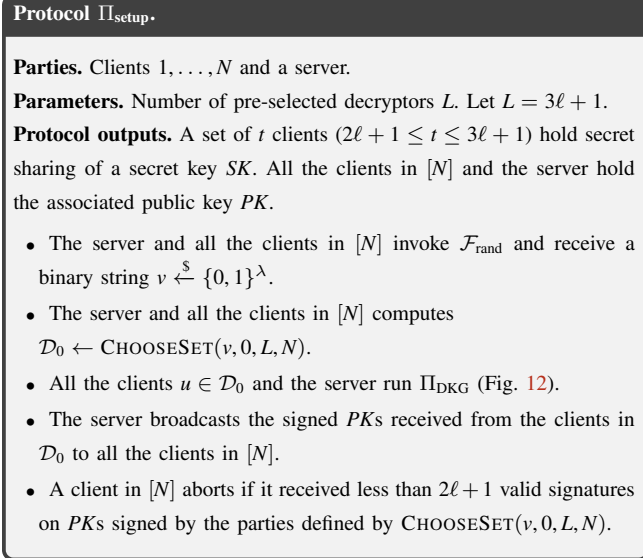 Protocol Π_setup.
Parties. Clients 1, . . . , N and a server.
Parameters. Number of pre-selected decryptors L. Let L = 3ℓ + 1.
Protocol outputs. A set of t clients (2ℓ + 1 ≤ t ≤ 3ℓ + 1) hold secret
sharing of a secret key SK. All the clients in [N] and the server hold
the associated public key PK.
• The server and all the clients in [N] invoke ℱ_rand and receive a
binary string v ←$ {0, 1}^λ.
• The server and all the clients in [N] computes
𝒟_0 ← CHOOSESET(v, 0, L, N).
• All the clients u ∈ 𝒟_0 and the server run Π_DKG (Fig. 12).
• The server broadcasts the signed PKs received from the clients in
𝒟_0 to all the clients in [N].
• A client in [N] aborts if it received less than 2ℓ + 1 valid signatures
on PKs signed by the parties defined by CHOOSESET(v, 0, L, N).